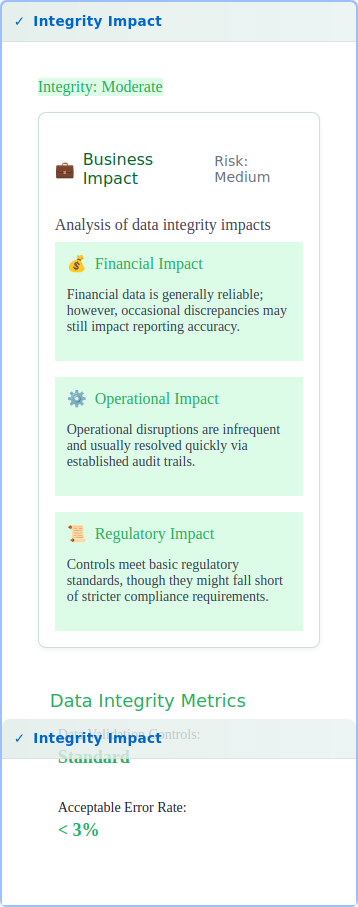 ✓ Integrity Impact
Integrity: Moderate
💼 Business
Impact
Risk:
Medium
Analysis of data integrity impacts
💰 Financial Impact
Financial data is generally reliable;
however, occasional discrepancies may
still impact reporting accuracy.
⚙️ Operational Impact
Operational disruptions are infrequent
and usually resolved quickly via
established audit trails.
📜 Regulatory Impact
Controls meet basic regulatory
standards, though they might fall short
of stricter compliance requirements.
Data Integrity Metrics
Data Validation Controls:
✓ Integrity Impact
Standard
Acceptable Error Rate:
< 3%